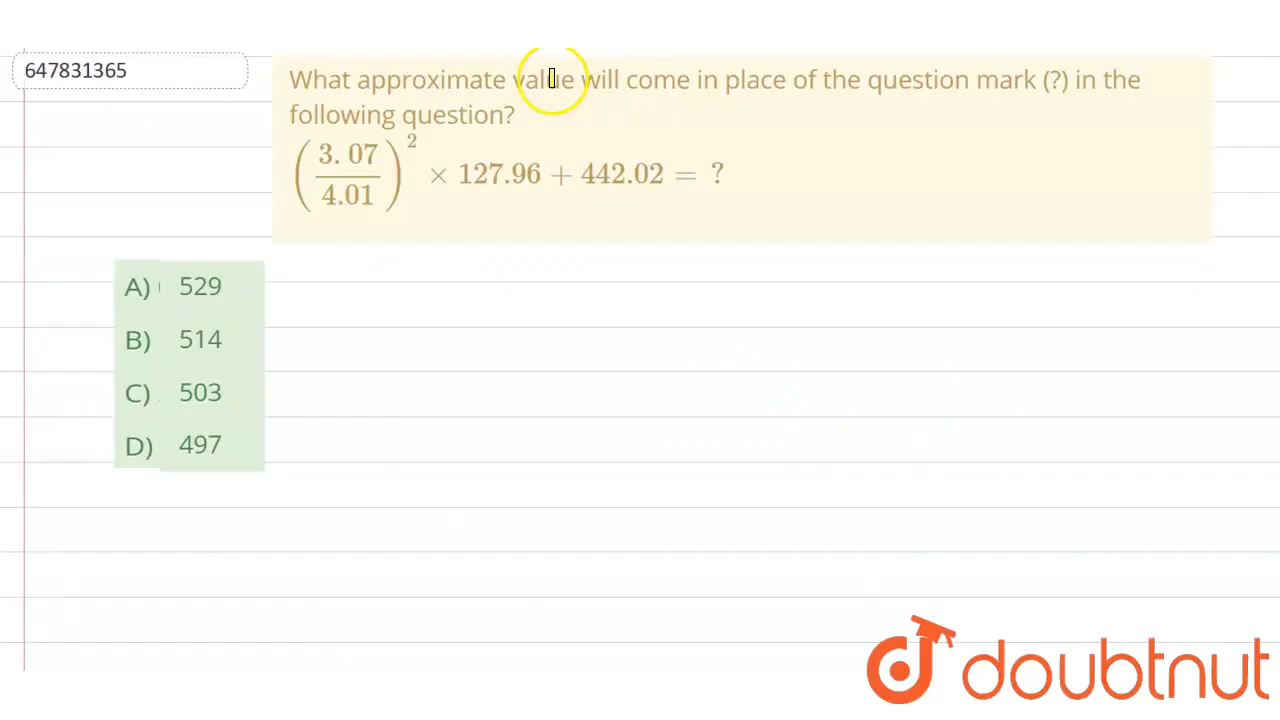 647831365
What approximate value will come in place of the question mark (?) in the
following question?
(3. 07/4.01)^2 × 127.96 + 442.02 = ?
A) 529
B) 514
C) 503
D) 497
doubtnut